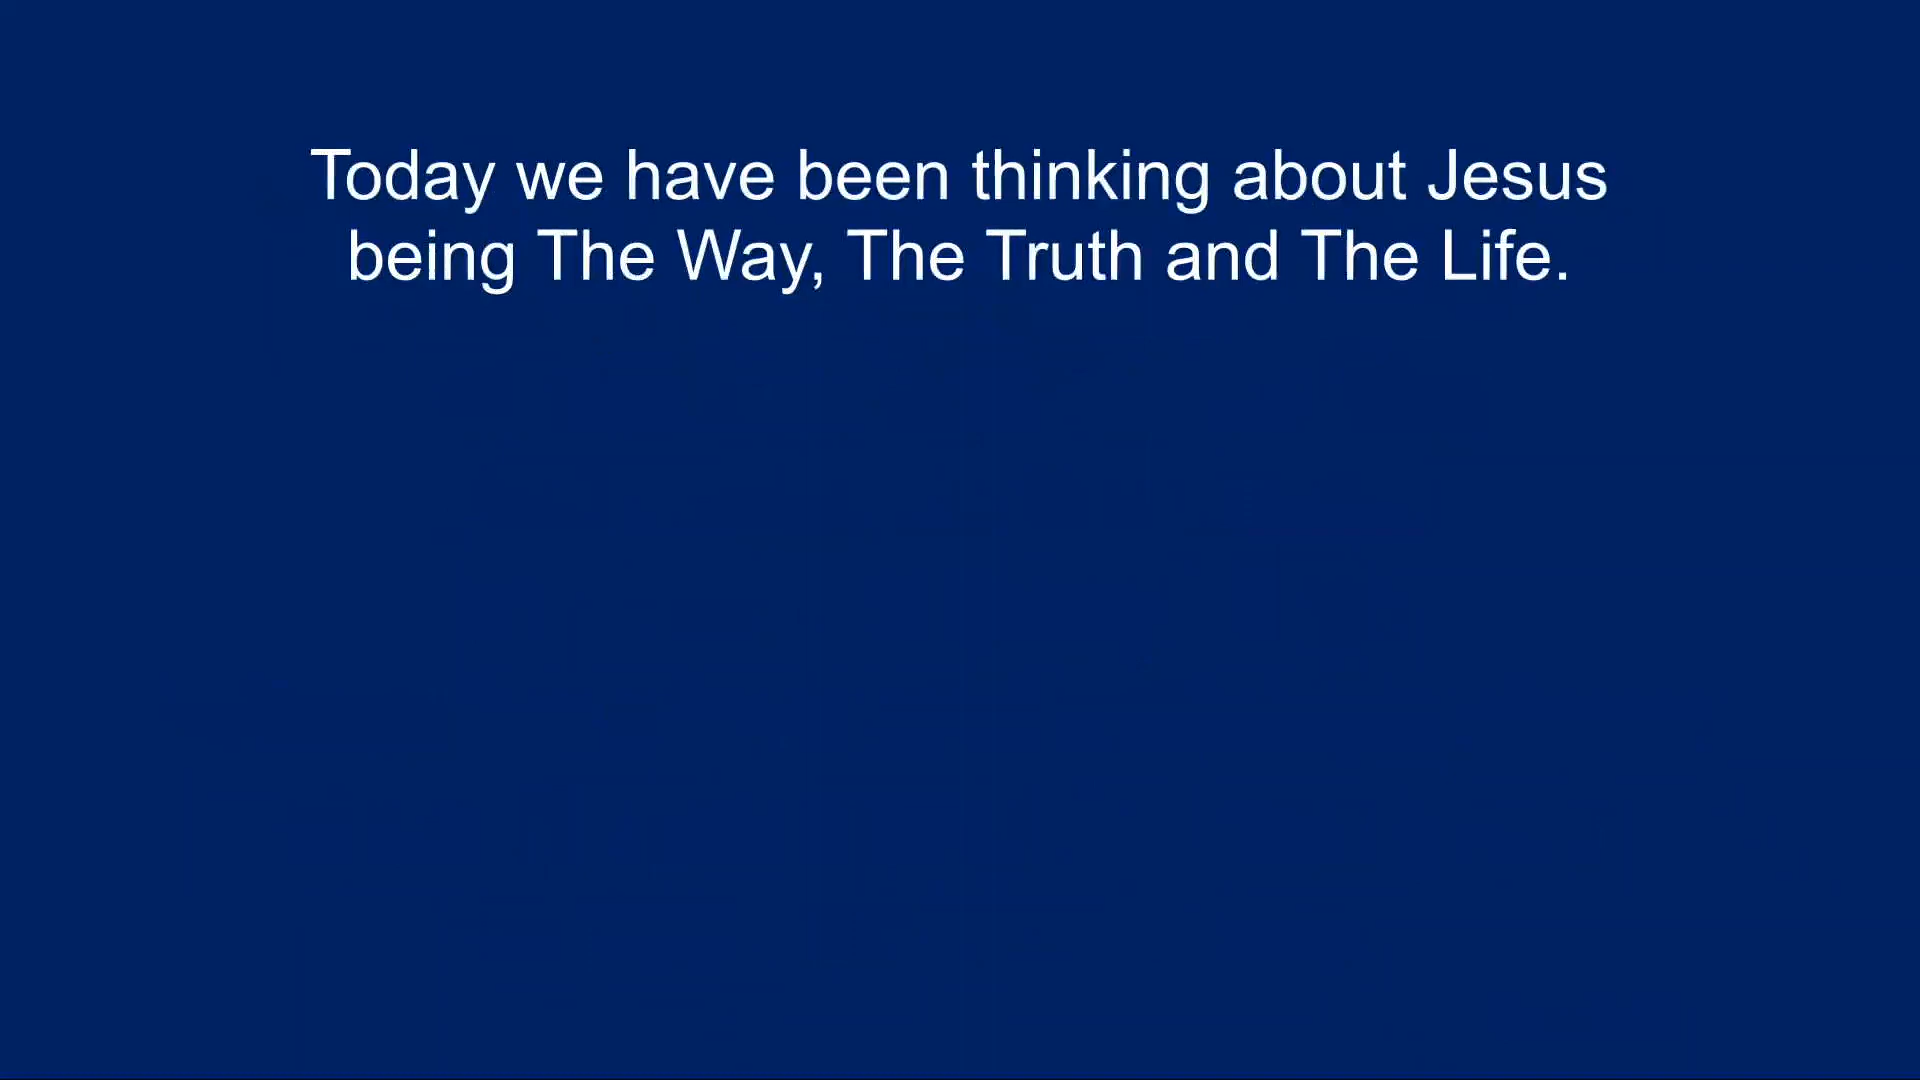 Today we have been thinking about Jesus
being The Way, The Truth and The Life.